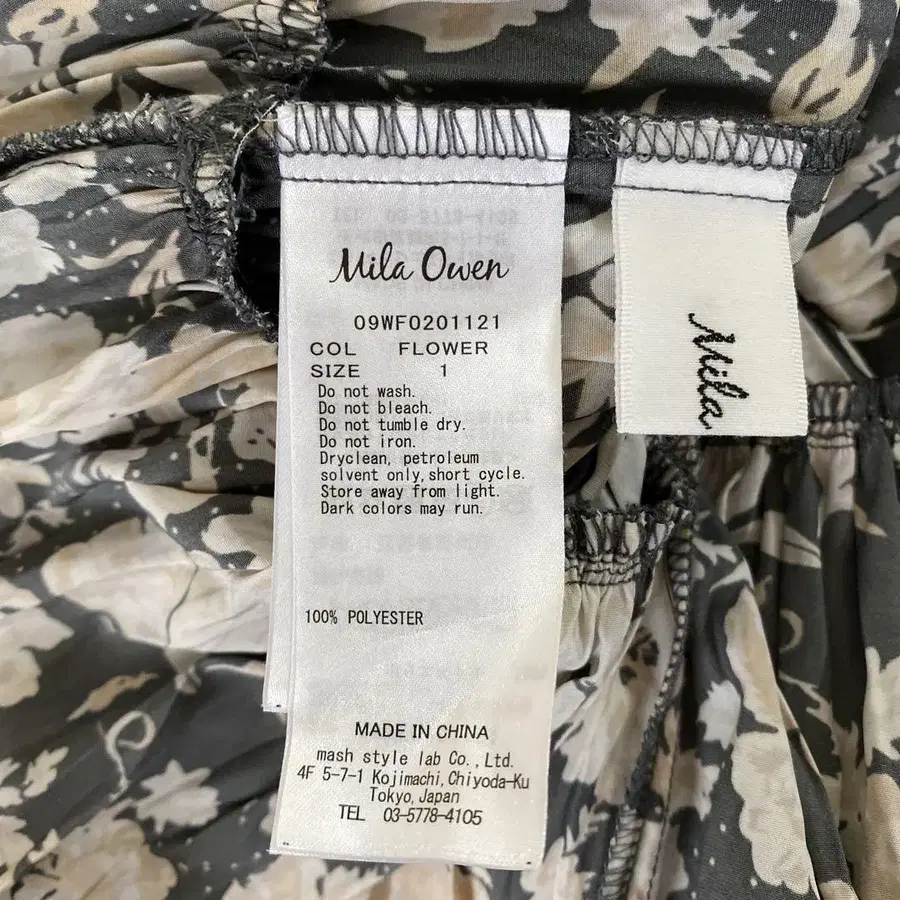 Mila Owen
09WF0201121
COL FLOWER
SIZE 1
Do not wash.
Do not bleach.
Do not tumble dry.
Do not iron.
Dryclean, petroleum
solvent only, short cycle.
Store away from light.
Dark colors may run.
100% POLYESTER
MADE IN CHINA
mash style lab Co., Ltd.
4F 5-7-1 Kojimachi, Chiyoda-Ku
Tokyo, Japan
TEL 03-5778-4105
Mila